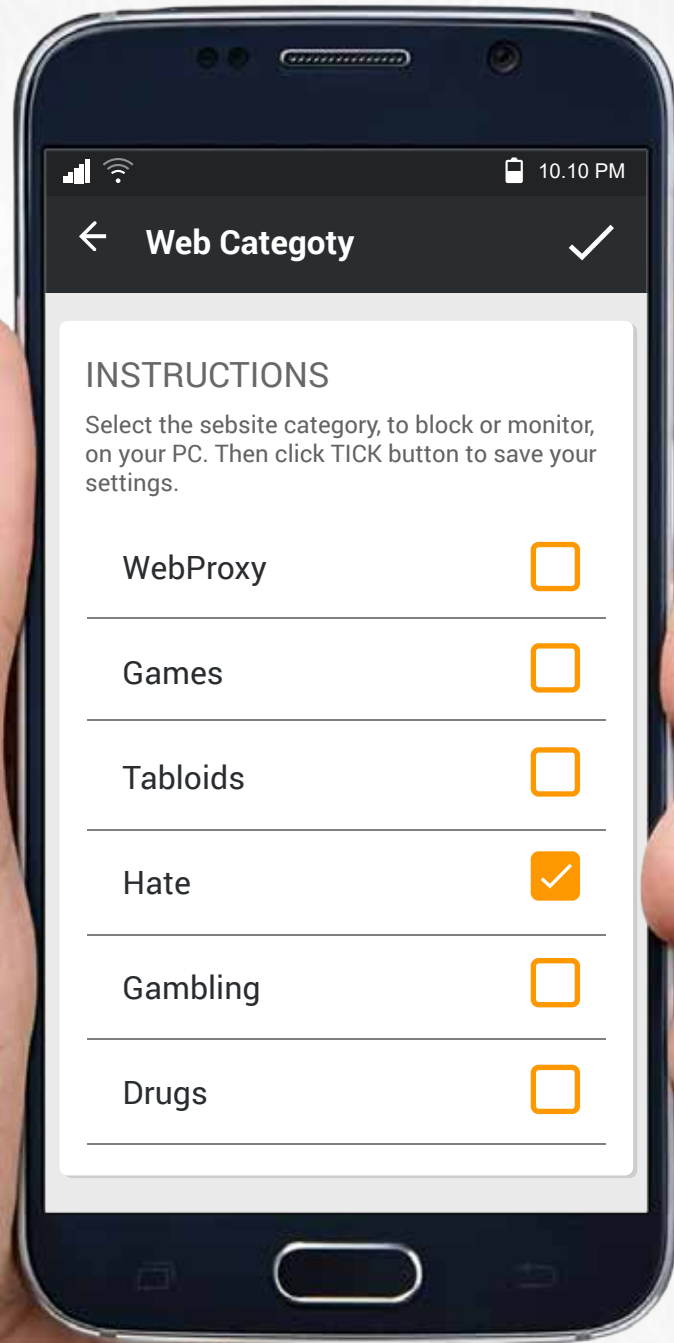 10.10 PM
Web Categoty
INSTRUCTIONS
Select the sebsite category, to block or monitor,
on your PC. Then click TICK button to save your
settings.
WebProxy
Games
Tabloids
Hate
Gambling
Drugs